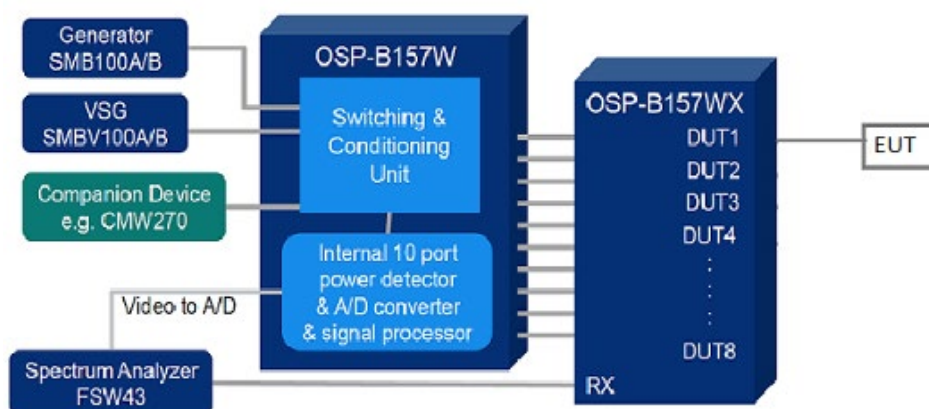 Generator
SMB100A/B
VSG
SMBV100A/B
Companion Device
e.g. CMW270
Video to A/D
Spectrum Analyzer
FSW43
OSP-B157W
Switching &
Conditioning
Unit
Internal 10 port
power detector
& A/D converter
& signal processor
OSP-B157WX
DUT1
DUT2
DUT3
DUT4
DUT8
RX
EUT